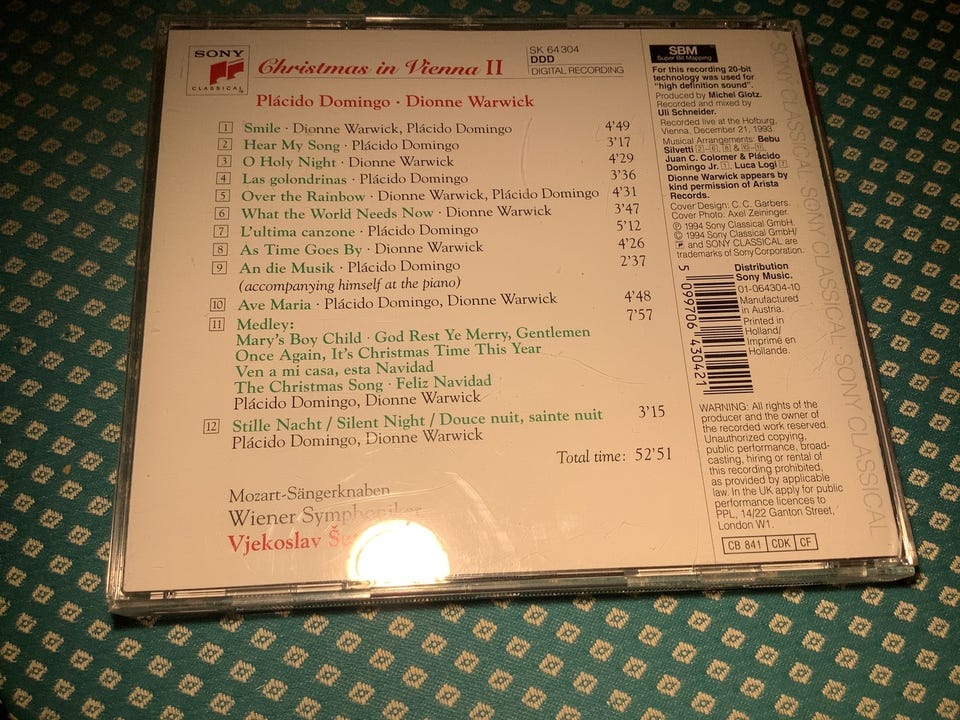 SONY
CLASSICAL
Christmas in Vienna II
SK 64304
DDD
DIGITAL RECORDING
Plácido Domingo · Dionne Warwick
1 Smile · Dionne Warwick, Plácido Domingo 4'49
2 Hear My Song · Plácido Domingo 3'17
3 O Holy Night · Dionne Warwick 4'29
4 Las golondrinas · Plácido Domingo 3'36
5 Over the Rainbow · Dionne Warwick, Plácido Domingo 4'31
6 What the World Needs Now · Dionne Warwick 3'47
7 L'ultima canzone · Plácido Domingo 5'12
8 As Time Goes By · Dionne Warwick 4'26
9 An die Musik · Plácido Domingo 2'37
(accompanying himself at the piano)
10 Ave Maria · Plácido Domingo, Dionne Warwick 4'48
11 Medley: 7'57
Mary's Boy Child · God Rest Ye Merry, Gentlemen
Once Again, It's Christmas Time This Year
Ven a mi casa, esta Navidad
The Christmas Song · Feliz Navidad
Plácido Domingo, Dionne Warwick
12 Stille Nacht / Silent Night / Douce nuit, sainte nuit 3'15
Plácido Domingo, Dionne Warwick
Total time: 52'51
Mozart-Sängerknaben
Wiener Symphoniker
Vjekoslav
SBM
Super Bit Mapping
For this recording 20-bit
technology was used for
"high definition sound".
Produced by Michel Glotz.
Recorded and mixed by
Uli Schneider.
Recorded live at the Hofburg,
Vienna, December 21, 1993.
Musical Arrangements: Bebu
Silvetti 2–6, 8 & 10–11,
Juan C. Colomer & Plácido
Domingo Jr. 1, Luca Logi 7
Dionne Warwick appears by
kind permission of Arista
Records.
Cover Design: C. C. Garbers.
Cover Photo: Axel Zeininger.
℗ 1994 Sony Classical GmbH.
© 1994 Sony Classical GmbH/
and SONY CLASSICAL are
trademarks of Sony Corporation.
5 099706 430421
Distribution
Sony Music.
01-064304-10
Manufactured
in Austria.
Printed in
Holland/
Imprimé en
Hollande.
WARNING: All rights of the
producer and the owner of
the recorded work reserved.
Unauthorized copying,
public performance, broad-
casting, hiring or rental of
this recording prohibited,
as provided by applicable
law. In the UK apply for public
performance licences to
PPL, 14/22 Ganton Street,
London W1.
CB 841 CDK CF
SONY CLASSICAL · SONY CLASSICAL · SONY CLASSICAL · SONY CLASSICAL